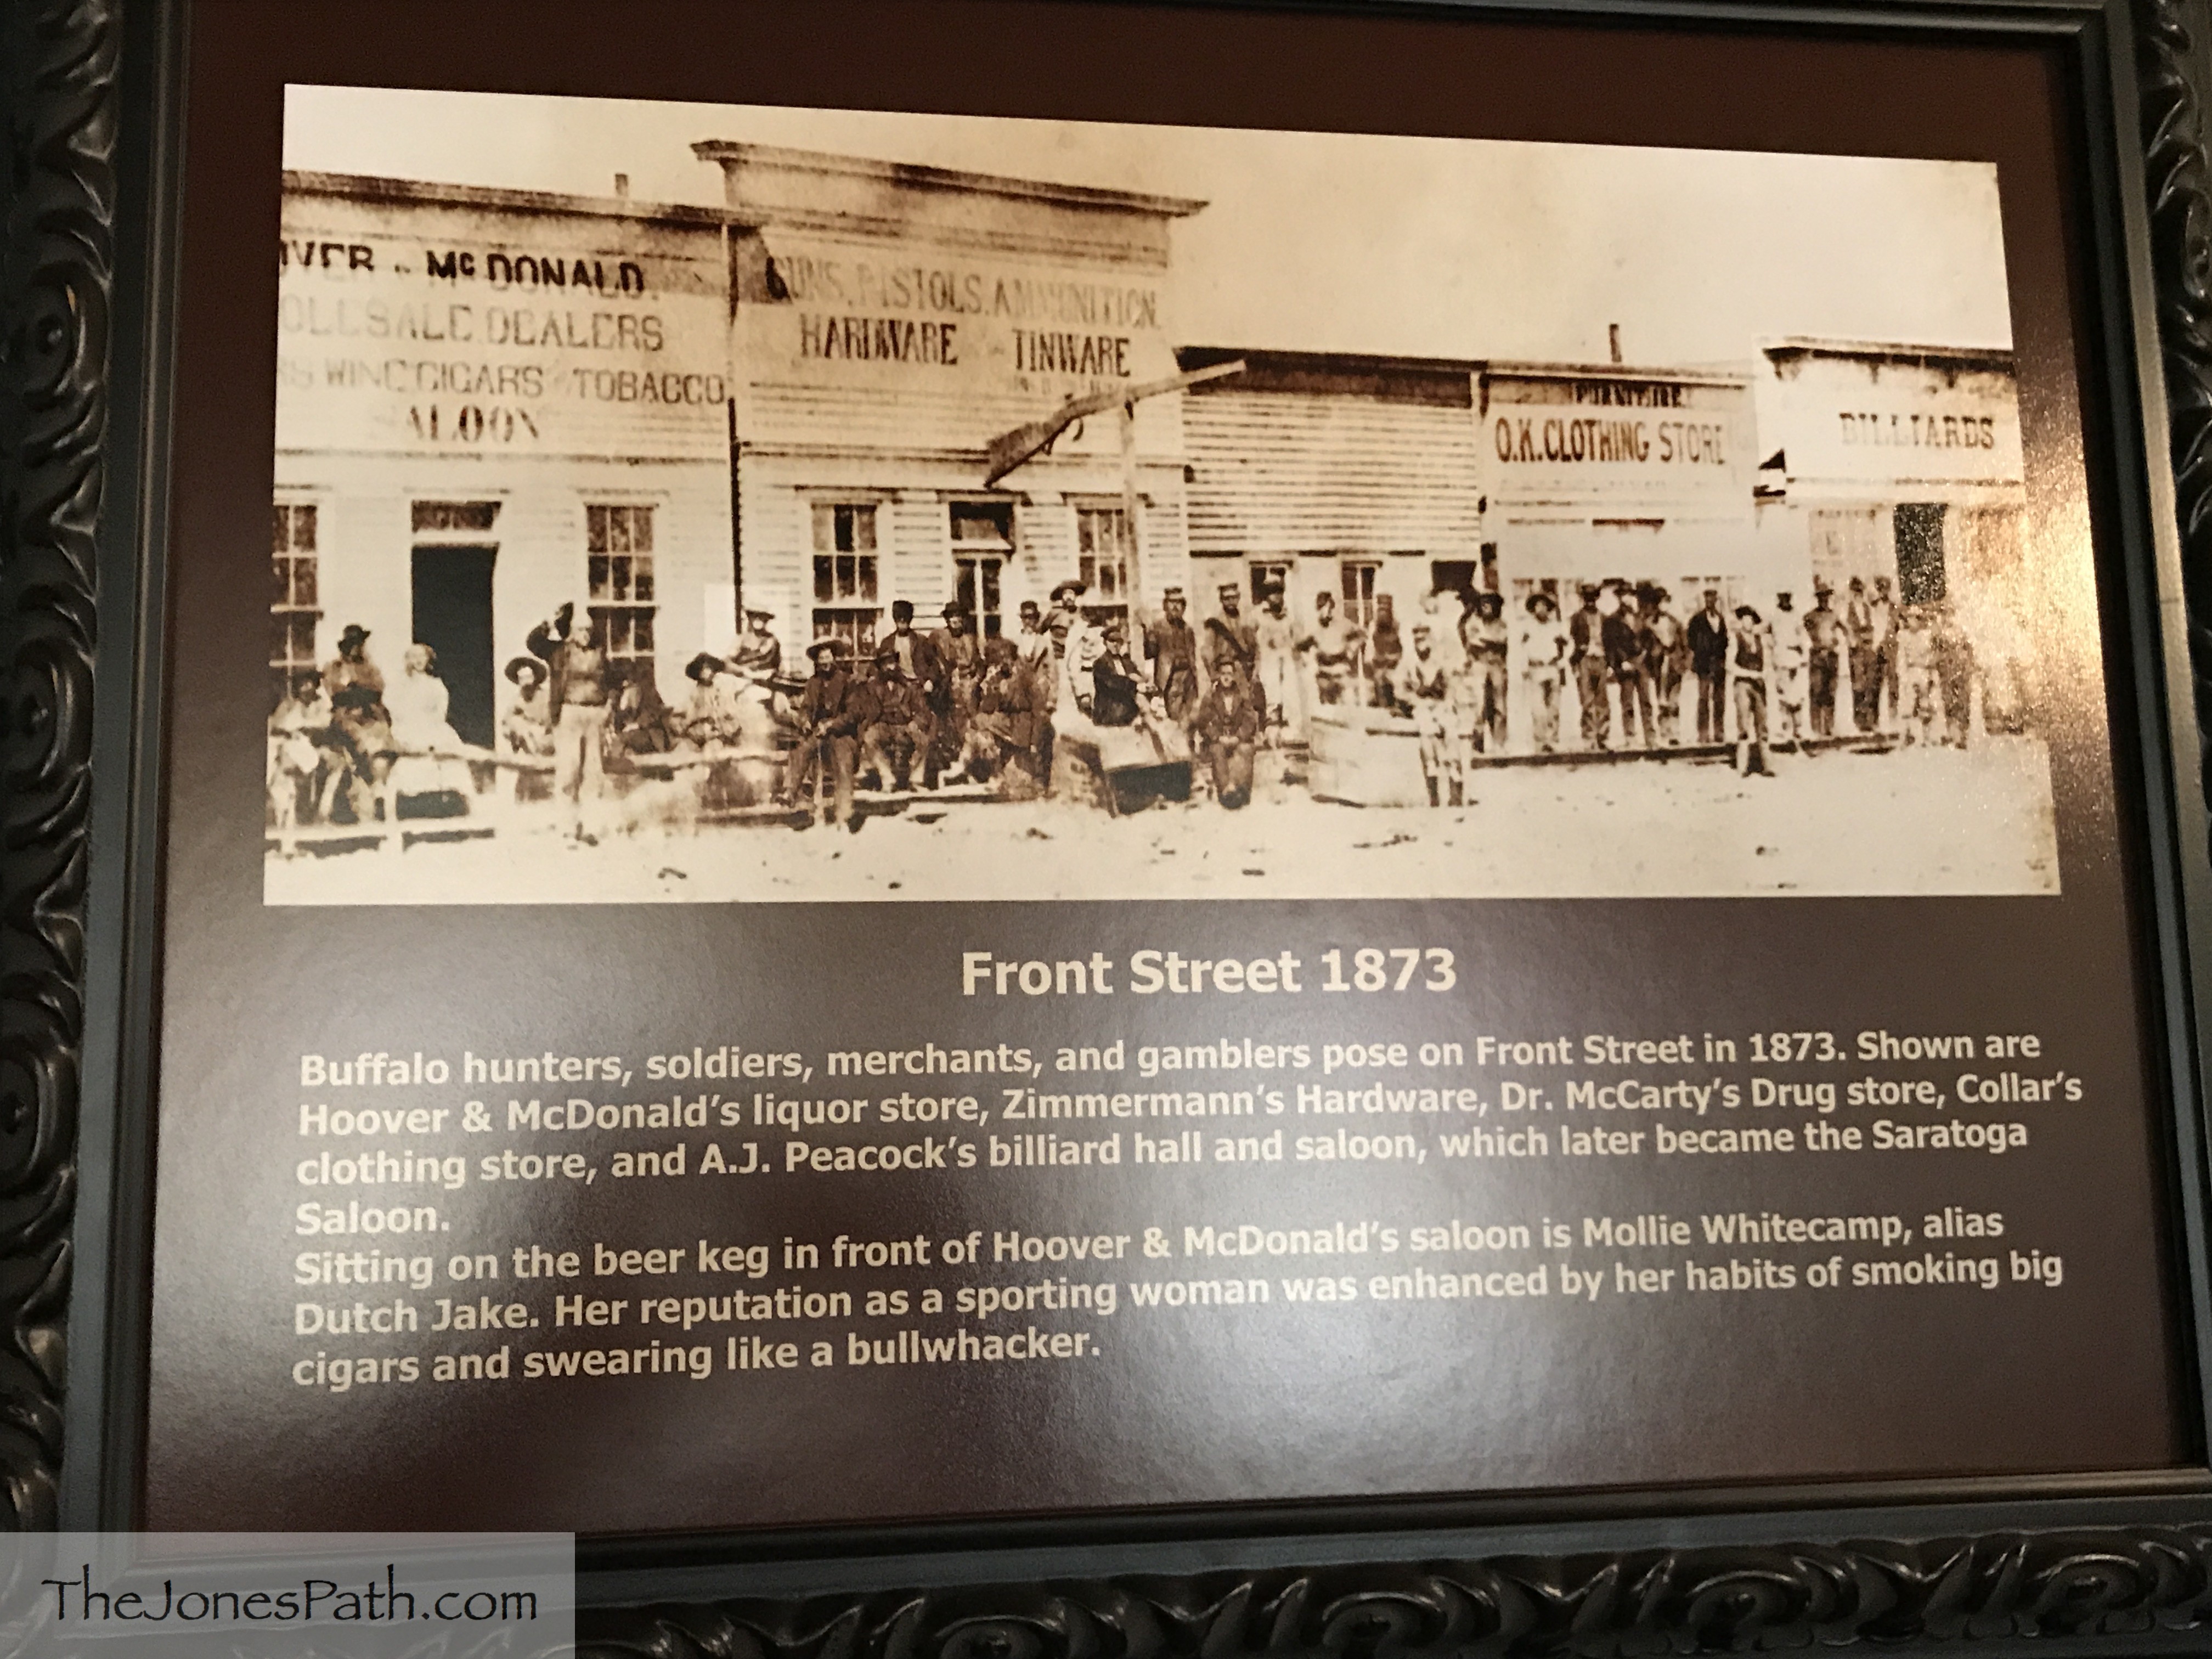 McDONALD.
DEALERS
WINE CIGARS TOBACCO
PISTOLS. AMMUNITION.
HARDWARE TINWARE
O.K. CLOTHING STORE
BILLIARDS
Front Street 1873
Buffalo hunters, soldiers, merchants, and gamblers pose on Front Street in 1873. Shown are
Hoover & McDonald's liquor store, Zimmermann's Hardware, Dr. McCarty's Drug store, Collar's
clothing store, and A.J. Peacock's billiard hall and saloon, which later became the Saratoga
Saloon.
Sitting on the beer keg in front of Hoover & McDonald's saloon is Mollie Whitecamp, alias
Dutch Jake. Her reputation as a sporting woman was enhanced by her habits of smoking big
cigars and swearing like a bullwhacker.
TheJonesPath.com